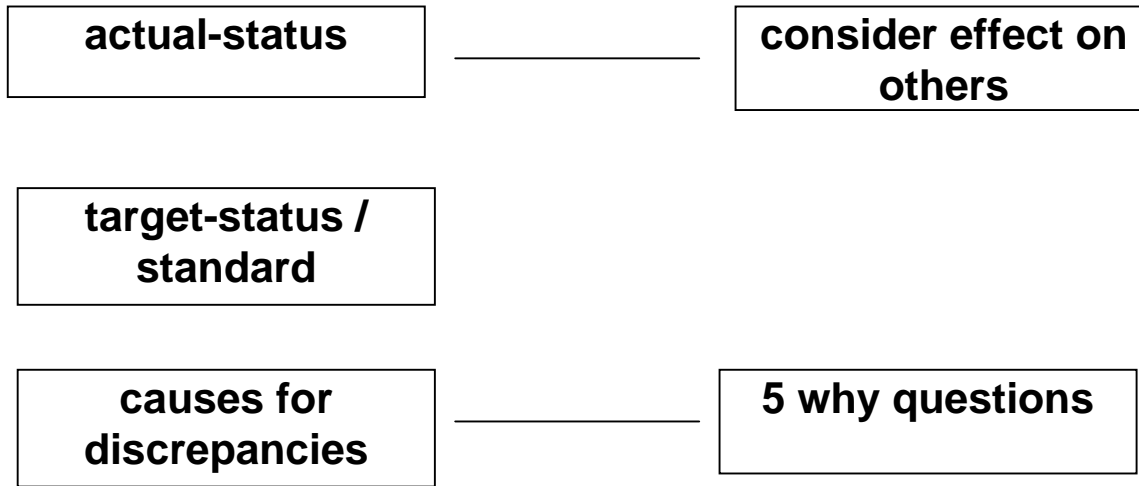 actual-status
consider effect on
others
target-status /
standard
causes for
discrepancies
5 why questions